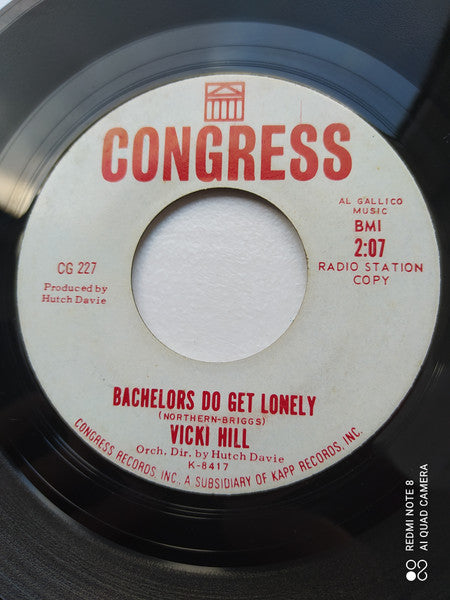 CONGRESS
AL GALLICO
MUSIC
BMI
2:07
RADIO STATION
COPY
CG 227
Produced by
Hutch Davie
BACHELORS DO GET LONELY
(NORTHERN-BRIGGS)
VICKI HILL
Orch. Dir. by Hutch Davie
K-8417
CONGRESS RECORDS, INC., A SUBSIDIARY OF KAPP RECORDS, INC.
REDMI NOTE 8
AI QUAD CAMERA